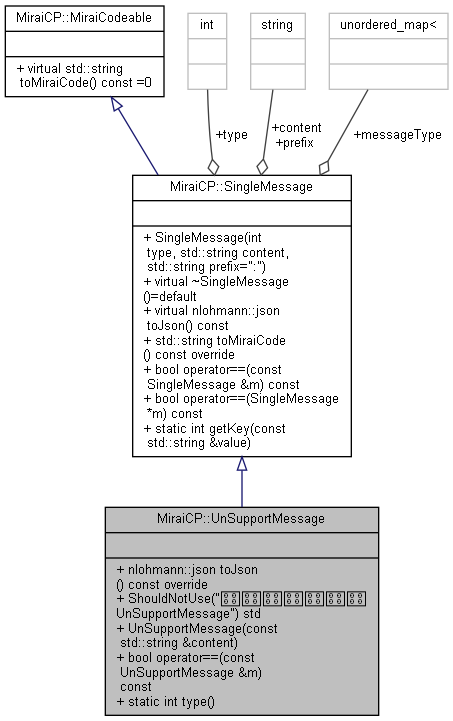 MiraiCP::MiraiCodeable
+ virtual std::string
toMiraiCode() const =0
int
string
unordered_map<
+type
+content
+prefix
+messageType
MiraiCP::SingleMessage
+ SingleMessage(int
type, std::string content,
std::string prefix=":")
+ virtual ~SingleMessage
()=default
+ virtual nlohmann::json
toJson() const
+ std::string toMiraiCode
() const override
+ bool operator==(const
SingleMessage &m) const
+ bool operator==(SingleMessage
*m) const
+ static int getKey(const
std::string &value)
MiraiCP::UnSupportMessage
+ nlohmann::json toJson
() const override
+ ShouldNotUse("
UnSupportMessage") std
+ UnSupportMessage(const
std::string &content)
+ bool operator==(const
UnSupportMessage &m)
const
+ static int type()